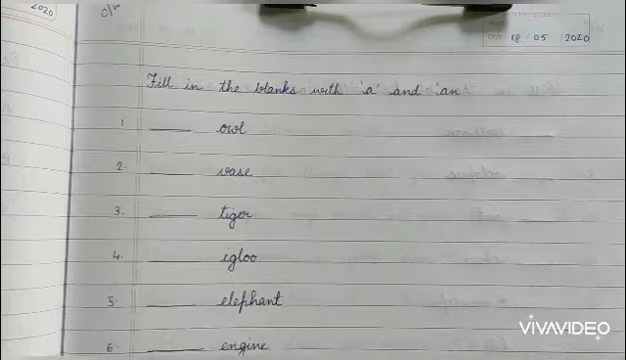 2020
c/w
18 05 2020
Fill in the blanks with 'a' and 'an
1. ____ owl
2. ____ vase
3. ____ tiger
4. ____ igloo
5. ____ elephant
6. ____ engine
VIVAVIDEO